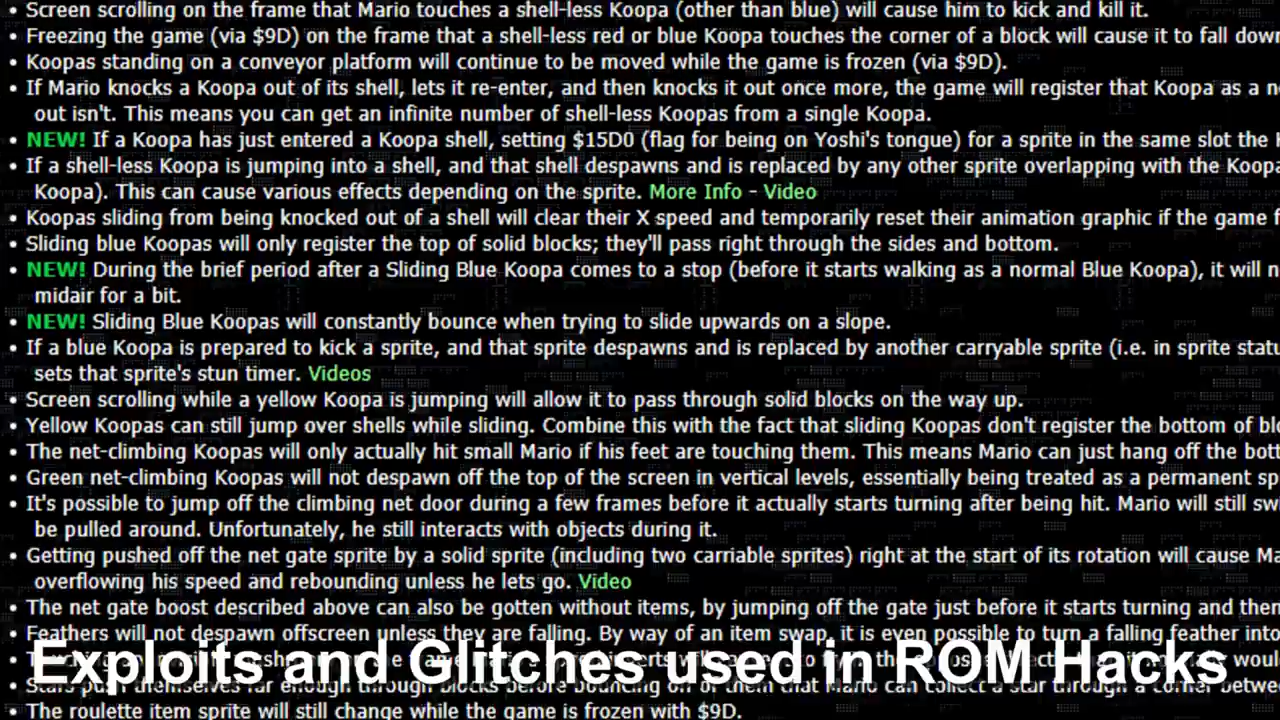 • Screen scrolling on the frame that Mario touches a shell-less Koopa (other than blue) will cause him to kick and kill it.
• Freezing the game (via $9D) on the frame that a shell-less red or blue Koopa touches the corner of a block will cause it to fall down
• Koopas standing on a conveyor platform will continue to be moved while the game is frozen (via $9D).
• If Mario knocks a Koopa out of its shell, lets it re-enter, and then knocks it out once more, the game will register that Koopa as a
out isn't. This means you can get an infinite number of shell-less Koopas from a single Koopa.
• NEW! If a Koopa has just entered a Koopa shell, setting $15D0 (flag for being on Yoshi's tongue) for a sprite in the same slot the
• If a shell-less Koopa is jumping into a shell, and that shell despawns and is replaced by any other sprite overlapping with the Koopa
Koopa). This can cause various effects depending on the sprite. More Info - Video
• Koopas sliding from being knocked out of a shell will clear their X speed and temporarily reset their animation graphic if the game
• Sliding blue Koopas will only register the top of solid blocks; they'll pass right through the sides and bottom.
• NEW! During the brief period after a Sliding Blue Koopa comes to a stop (before it starts walking as a normal Blue Koopa), it will
midair for a bit.
• NEW! Sliding Blue Koopas will constantly bounce when trying to slide upwards on a slope.
• If a blue Koopa is prepared to kick a sprite, and that sprite despawns and is replaced by another carryable sprite (i.e. in sprite
sets that sprite's stun timer. Videos
• Screen scrolling while a yellow Koopa is jumping will allow it to pass through solid blocks on the way up.
• Yellow Koopas can still jump over shells while sliding. Combine this with the fact that sliding Koopas don't register the bottom of
• The net-climbing Koopas will only actually hit small Mario if his feet are touching them. This means Mario can just hang off the
• Green net-climbing Koopas will not despawn off the top of the screen in vertical levels, essentially being treated as a permanent
• It's possible to jump off the climbing net door during a few frames before it actually starts turning after being hit. Mario will still
be pulled around. Unfortunately, he still interacts with objects during it.
• Getting pushed off the net gate sprite by a solid sprite (including two carriable sprites) right at the start of its rotation will cause
overflowing his speed and rebounding unless he lets go. Video
• The net gate boost described above can also be gotten without items, by jumping off the gate just before it starts turning and then
• Feathers will not despawn offscreen unless they are falling. By way of an item swap, it is even possible to turn a falling feather into
Exploits and Glitches used in ROM Hacks
• Stars push themselves far enough through blocks before bouncing off of them that Mario can collect a star through a corner between
• The roulette item sprite will still change while the game is frozen with $9D.